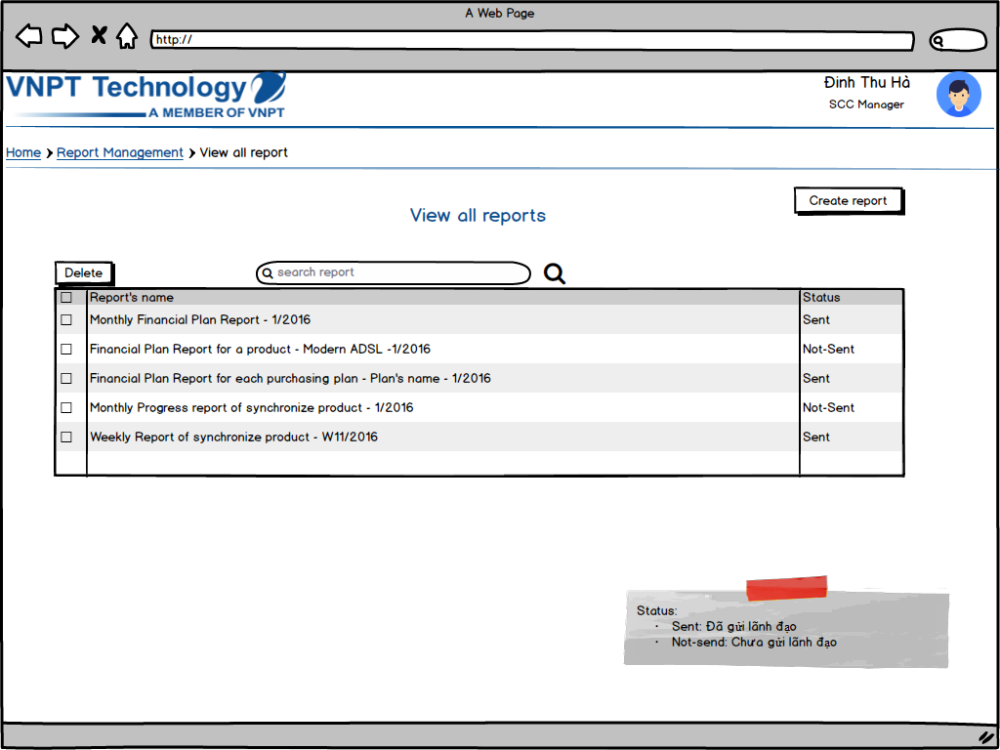 A Web Page
http://
VNPT Technology
A MEMBER OF VNPT
Đinh Thu Hà
SCC Manager
Home > Report Management > View all report
Create report
View all reports
Delete
search report
Report's name Status
Monthly Financial Plan Report - 1/2016 Sent
Financial Plan Report for a product - Modern ADSL -1/2016 Not-Sent
Financial Plan Report for each purchasing plan - Plan's name - 1/2016 Sent
Monthly Progress report of synchronize product - 1/2016 Not-Sent
Weekly Report of synchronize product - W11/2016 Sent
Status:
· Sent: Đã gửi lãnh đạo
· Not-send: Chưa gửi lãnh đạo